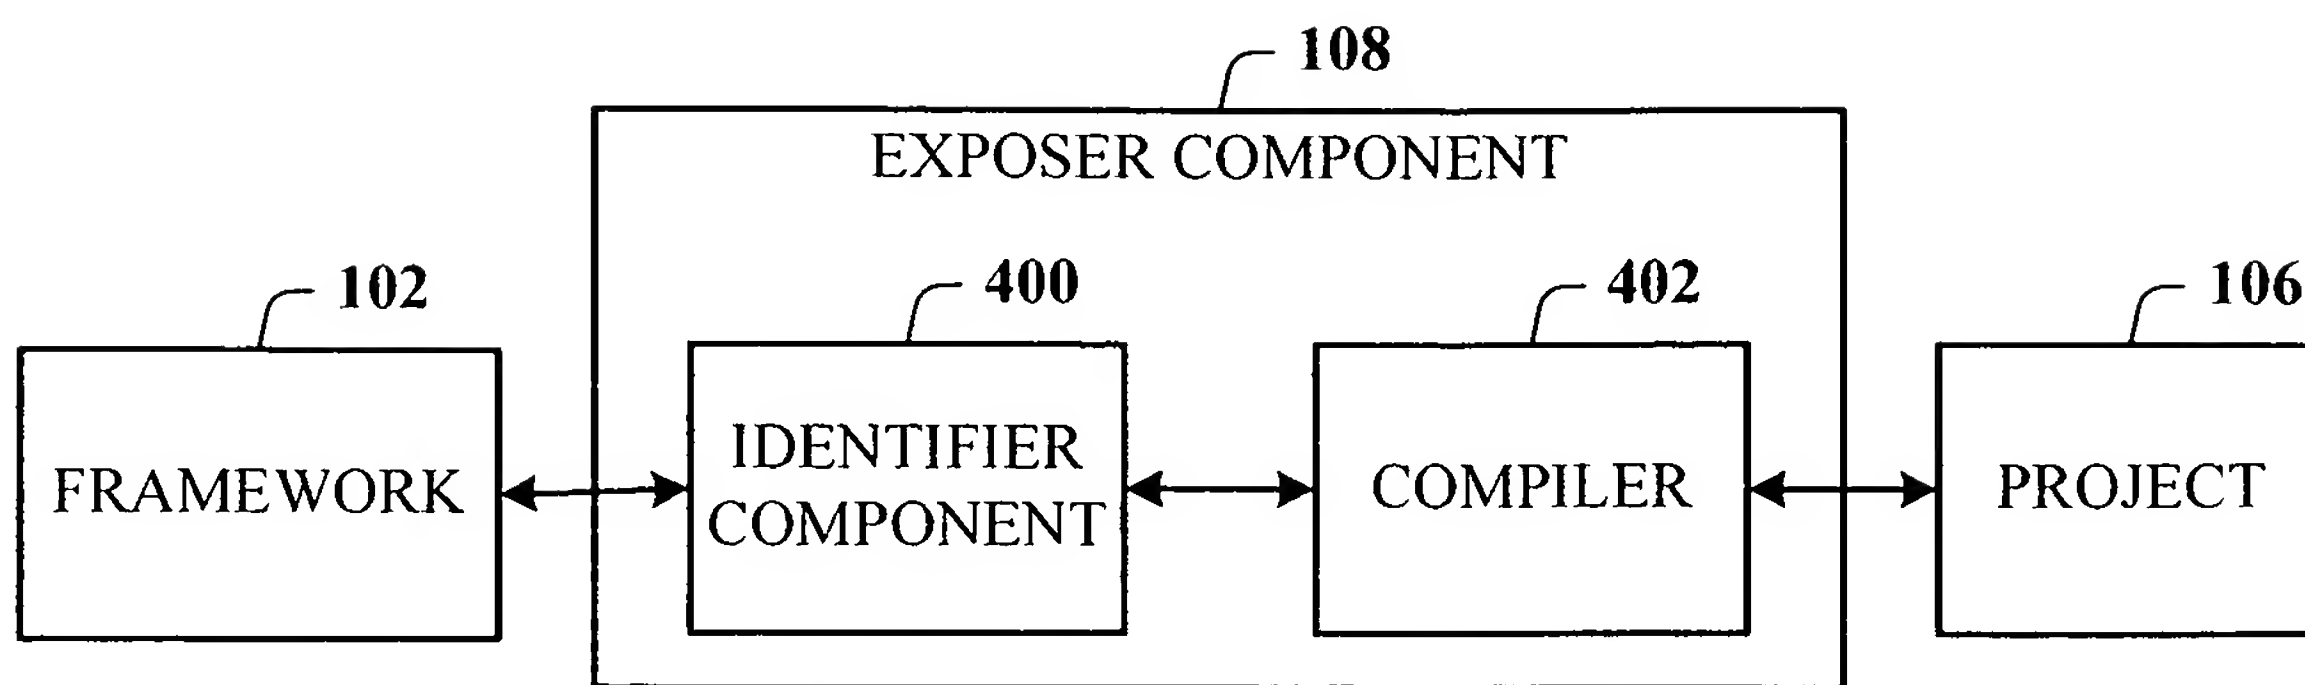 108
EXPOSER COMPONENT
102
400
402
106
FRAMEWORK
IDENTIFIER
COMPONENT
COMPILER
PROJECT